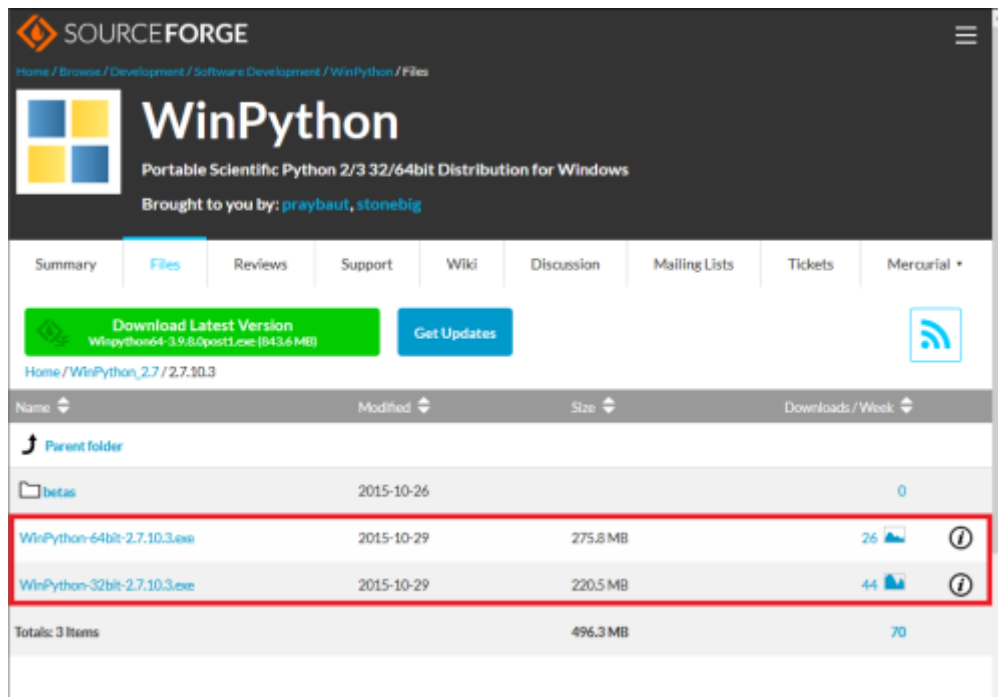 SOURCEFORGE
Home / Browse / Development / Software Development / WinPython / Files
WinPython
Portable Scientific Python 2/3 32/64bit Distribution for Windows
Brought to you by: praybaut, stonebig
Summary Files Reviews Support Wiki Discussion Mailing Lists Tickets Mercurial
Download Latest Version
Winpython64-3.9.8.0post1.exe (843.6 MB)
Get Updates
Home / WinPython_2.7 / 2.7.10.3
Name Modified Size Downloads / Week
Parent folder
betas 2015-10-26 0
WinPython-64bit-2.7.10.3.exe 2015-10-29 275.8 MB 26 i
WinPython-32bit-2.7.10.3.exe 2015-10-29 220.5 MB 44 i
Totals: 3 Items 496.3 MB 70